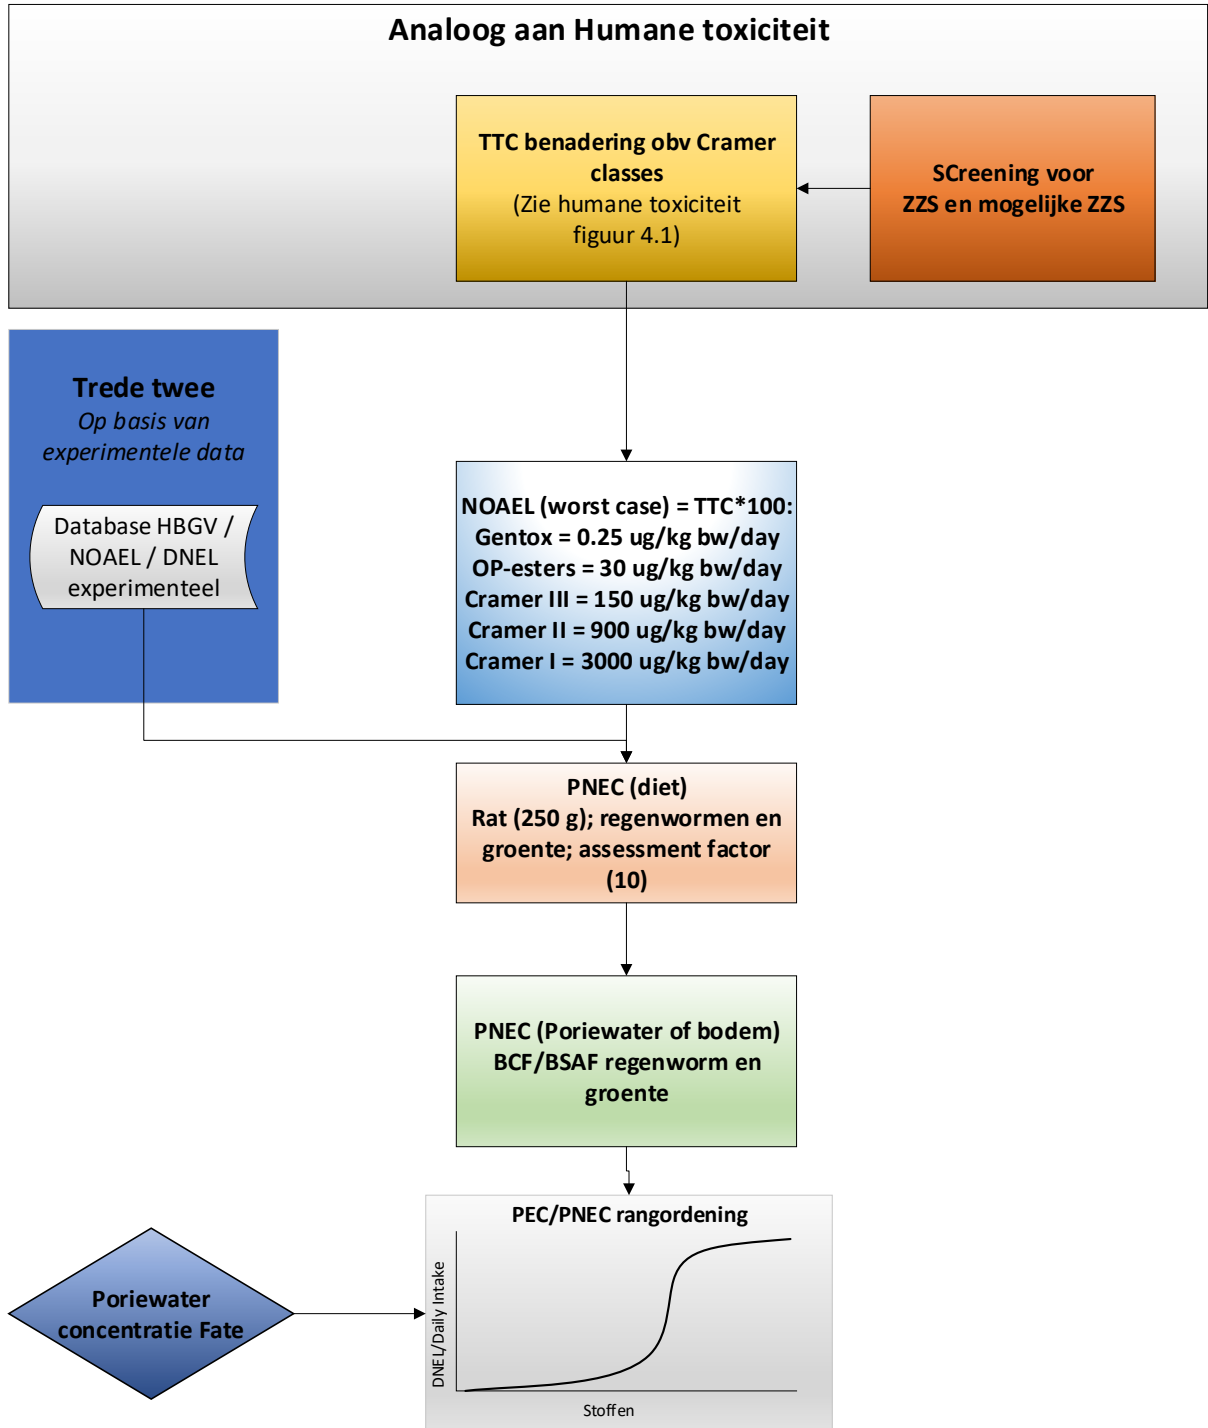 Analoog aan Humane toxiciteit
TTC benadering obv Cramer
classes
(Zie humane toxiciteit
figuur 4.1)
SCreening voor
ZZS en mogelijke ZZS
Trede twee
Op basis van
experimentele data
Database HBGV /
NOAEL / DNEL
experimenteel
NOAEL (worst case) = TTC*100:
Gentox = 0.25 ug/kg bw/day
OP-esters = 30 ug/kg bw/day
Cramer III = 150 ug/kg bw/day
Cramer II = 900 ug/kg bw/day
Cramer I = 3000 ug/kg bw/day
PNEC (diet)
Rat (250 g); regenwormen en
groente; assessment factor
(10)
PNEC (Poriewater of bodem)
BCF/BSAF regenworm en
groente
Poriewater
concentratie Fate
PEC/PNEC rangordening
DNEL/Daily Intake
Stoffen